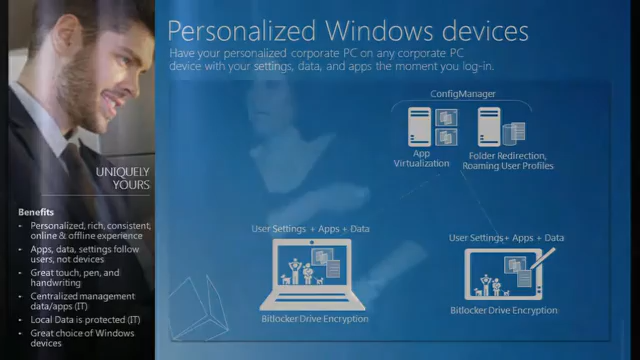 Personalized Windows devices
Have your personalized corporate PC on any corporate PC
device with your settings, data, and apps the moment you log-in.
UNIQUELY
YOURS
Benefits
• Personalized, rich, consistent,
online & offline experience
• Apps, data, settings follow
users, not devices
• Great touch, pen, and
handwriting
• Centralized management
data/apps (IT)
• Local Data is protected (IT)
• Great choice of Windows
devices
ConfigManager
App
Virtualization
Folder Redirection,
Roaming User Profiles
User Settings + Apps + Data
Bitlocker Drive Encryption
User Settings+ Apps + Data
Bitlocker Drive Encryption